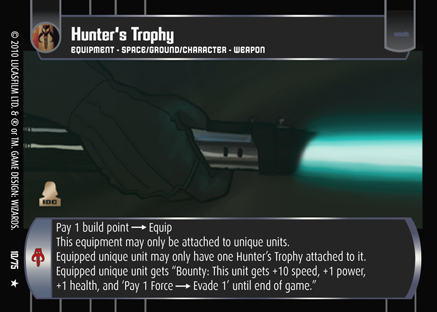 Hunter's Trophy
EQUIPMENT - SPACE/GROUND/CHARACTER - WEAPON
© 2010 LUCASFILM LTD. & ® or TM. GAME DESIGN: WIZARDS.
IDC
Pay 1 build point → Equip
This equipment may only be attached to unique units.
Equipped unique unit may only have one Hunter's Trophy attached to it.
Equipped unique unit gets "Bounty: This unit gets +10 speed, +1 power,
+1 health, and 'Pay 1 Force → Evade 1' until end of game."